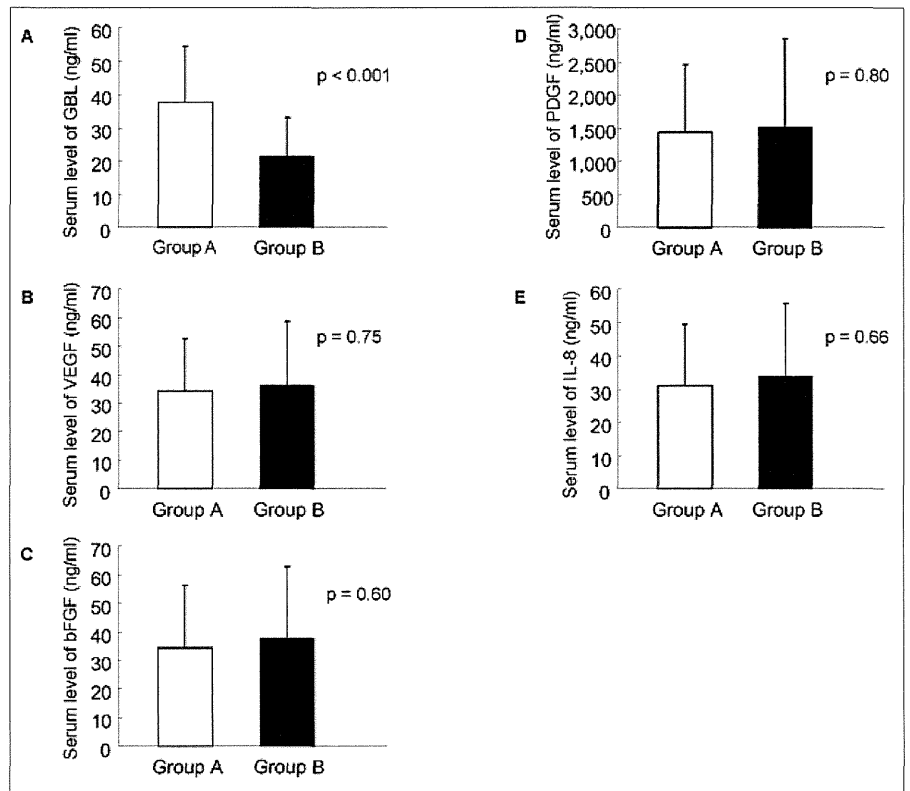 A
Serum level of GBL (ng/ml)
60
50
40
30
20
10
0
p < 0.001
Group A Group B
B
Serum level of VEGF (ng/ml)
70
60
50
40
30
20
10
0
p = 0.75
Group A Group B
C
Serum level of bFGF (ng/ml)
70
60
50
40
30
20
10
0
p = 0.60
Group A Group B
D
Serum level of PDGF (ng/ml)
3,000
2,500
2,000
1,500
1,000
500
0
p = 0.80
Group A Group B
E
Serum level of IL-8 (ng/ml)
60
50
40
30
20
10
0
p = 0.66
Group A Group B